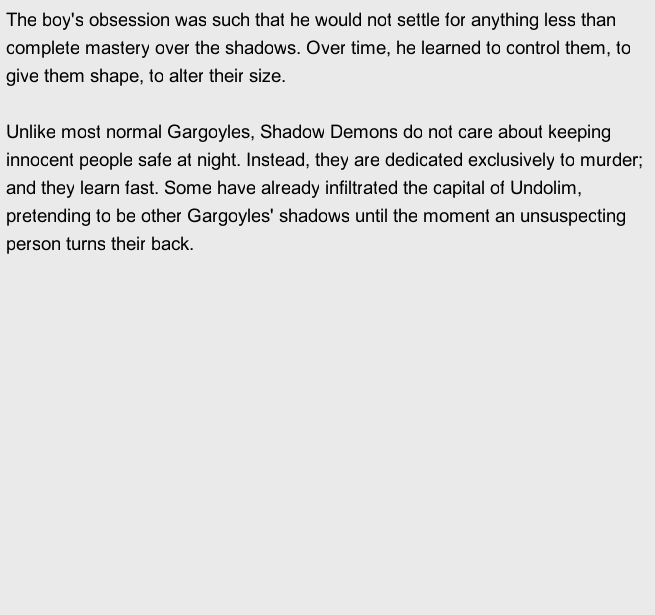 The boy's obsession was such that he would not settle for anything less than
complete mastery over the shadows. Over time, he learned to control them, to
give them shape, to alter their size.

Unlike most normal Gargoyles, Shadow Demons do not care about keeping
innocent people safe at night. Instead, they are dedicated exclusively to murder;
and they learn fast. Some have already infiltrated the capital of Undolim,
pretending to be other Gargoyles' shadows until the moment an unsuspecting
person turns their back.